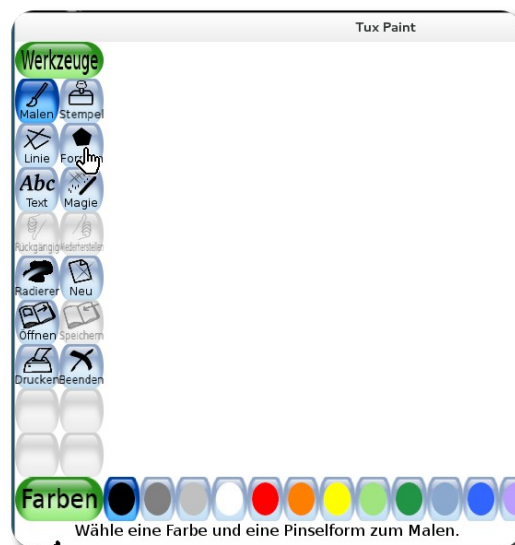 Tux Paint
Werkzeuge
Malen Stempel
Linie Formen
Abc
Text Magie
Rückgängig Wiederherstellen
Radierer Neu
Öffnen Speichern
Drucken Beenden
Farben
Wähle eine Farbe und eine Pinselform zum Malen.